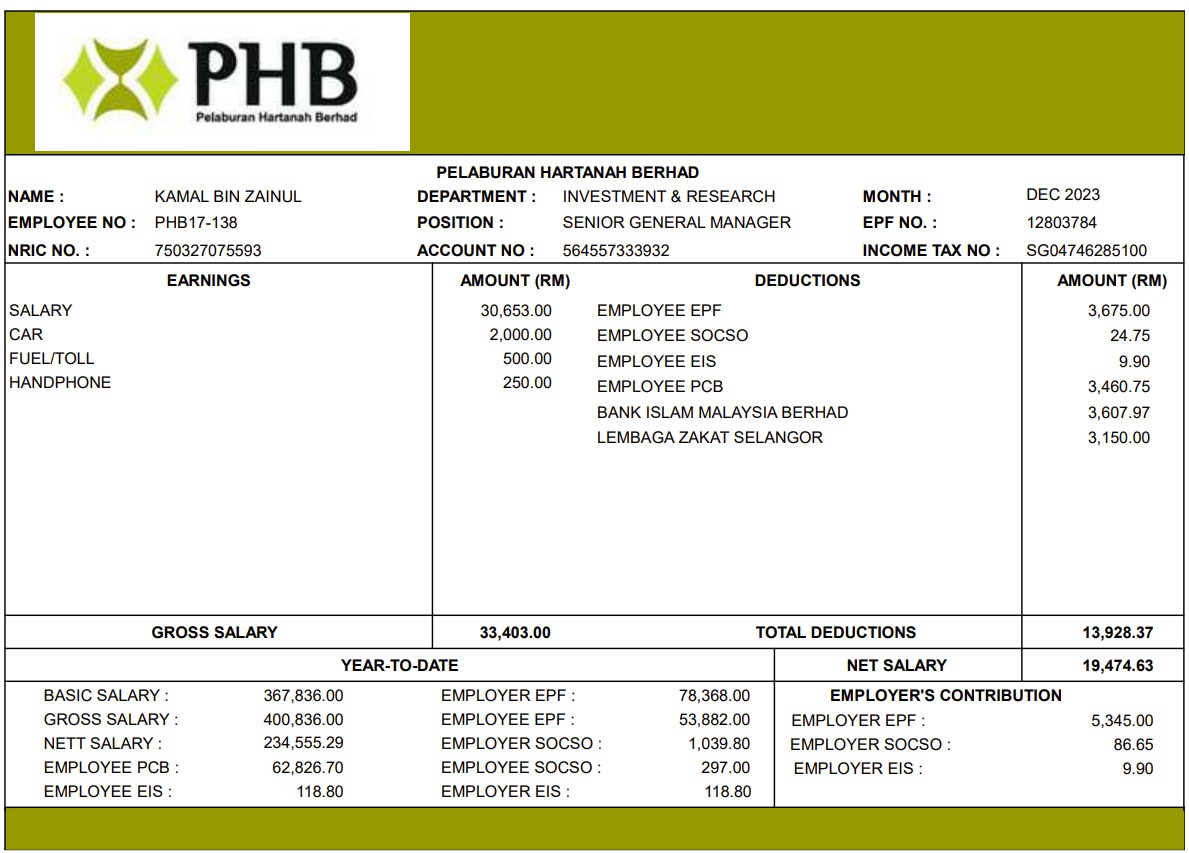 PHB
Pelaburan Hartanah Berhad
PELABURAN HARTANAH BERHAD
NAME : KAMAL BIN ZAINUL DEPARTMENT : INVESTMENT & RESEARCH MONTH : DEC 2023
EMPLOYEE NO : PHB17-138 POSITION : SENIOR GENERAL MANAGER EPF NO. : 12803784
NRIC NO. : 750327075593 ACCOUNT NO : 564557333932 INCOME TAX NO : SG04746285100
EARNINGS AMOUNT (RM) DEDUCTIONS AMOUNT (RM)
SALARY 30,653.00 EMPLOYEE EPF 3,675.00
CAR 2,000.00 EMPLOYEE SOCSO 24.75
FUEL/TOLL 500.00 EMPLOYEE EIS 9.90
HANDPHONE 250.00 EMPLOYEE PCB 3,460.75
BANK ISLAM MALAYSIA BERHAD 3,607.97
LEMBAGA ZAKAT SELANGOR 3,150.00
GROSS SALARY 33,403.00 TOTAL DEDUCTIONS 13,928.37
YEAR-TO-DATE NET SALARY 19,474.63
BASIC SALARY : 367,836.00 EMPLOYER EPF : 78,368.00 EMPLOYER'S CONTRIBUTION
GROSS SALARY : 400,836.00 EMPLOYEE EPF : 53,882.00 EMPLOYER EPF : 5,345.00
NETT SALARY : 234,555.29 EMPLOYER SOCSO : 1,039.80 EMPLOYER SOCSO : 86.65
EMPLOYEE PCB : 62,826.70 EMPLOYEE SOCSO : 297.00 EMPLOYER EIS : 9.90
EMPLOYEE EIS : 118.80 EMPLOYER EIS : 118.80